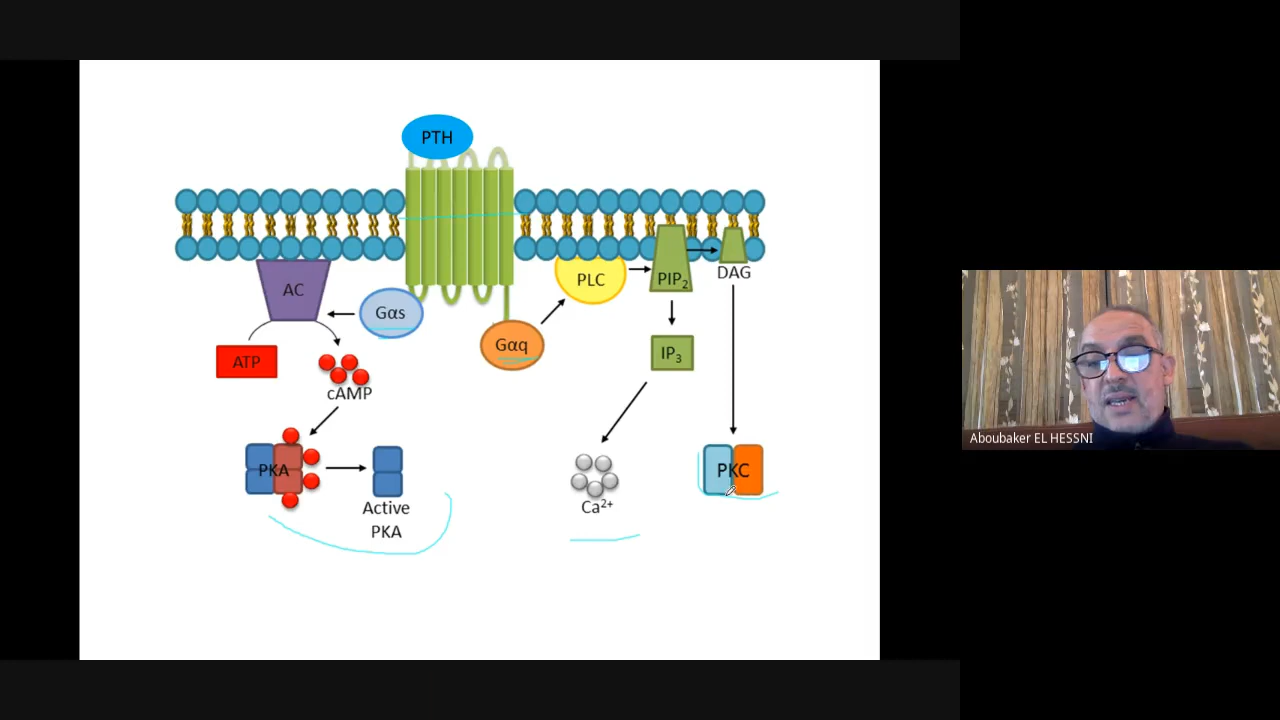 PTH
AC
Gαs
PLC
PIP2
DAG
Gαq
ATP
cAMP
IP3
PKA
Active
PKA
Ca²⁺
PKC
Aboubaker EL HESSNI